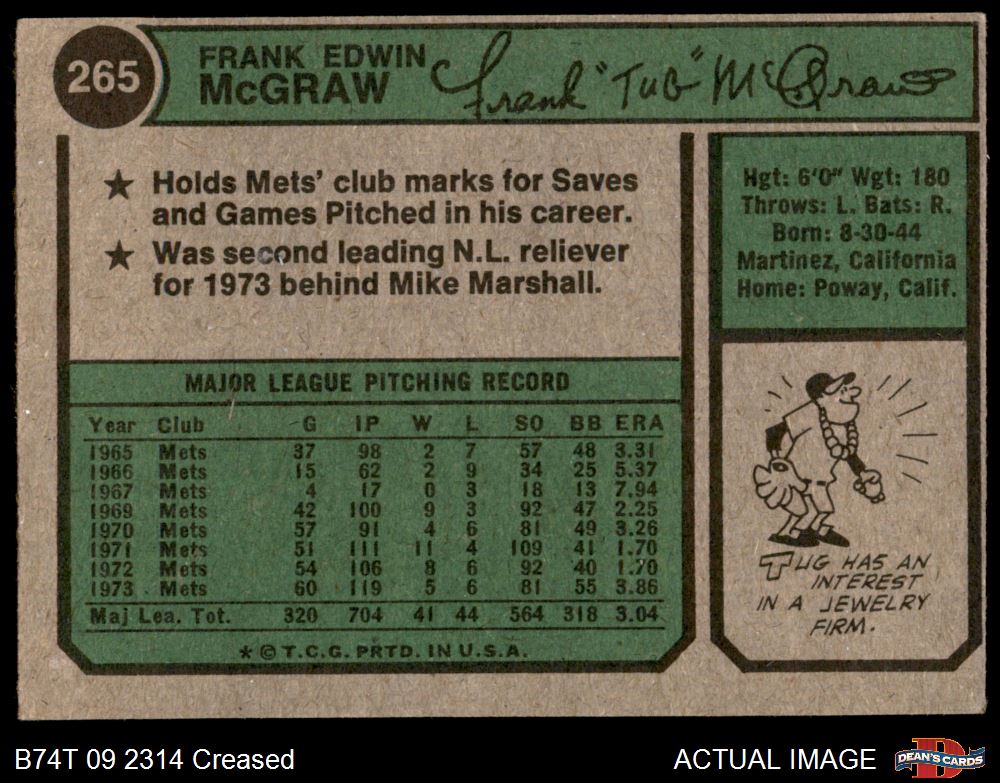 265
FRANK EDWIN
McGRAW
Frank "Tug" McGraw
★ Holds Mets' club marks for Saves
and Games Pitched in his career.
★ Was second leading N.L. reliever
for 1973 behind Mike Marshall.
Hgt: 6'0" Wgt: 180
Throws: L. Bats: R.
Born: 8-30-44
Martinez, California
Home: Poway, Calif.
MAJOR LEAGUE PITCHING RECORD
Year Club G IP W L SO BB ERA
1965 Mets 37 98 2 7 57 48 3.31
1966 Mets 15 62 2 9 34 25 5.37
1967 Mets 4 17 0 3 18 13 7.94
1969 Mets 42 100 9 3 92 47 2.25
1970 Mets 57 91 4 6 81 49 3.26
1971 Mets 51 111 11 4 109 41 1.70
1972 Mets 54 106 8 6 92 40 1.70
1973 Mets 60 119 5 6 81 55 3.86
Maj Lea. Tot. 320 704 41 44 564 318 3.04
* © T.C.G. PRTD. IN U.S.A.
TUG HAS AN
INTEREST
IN A JEWELRY
FIRM.
B74T 09 2314 Creased
ACTUAL IMAGE
D
DEAN'S CARDS